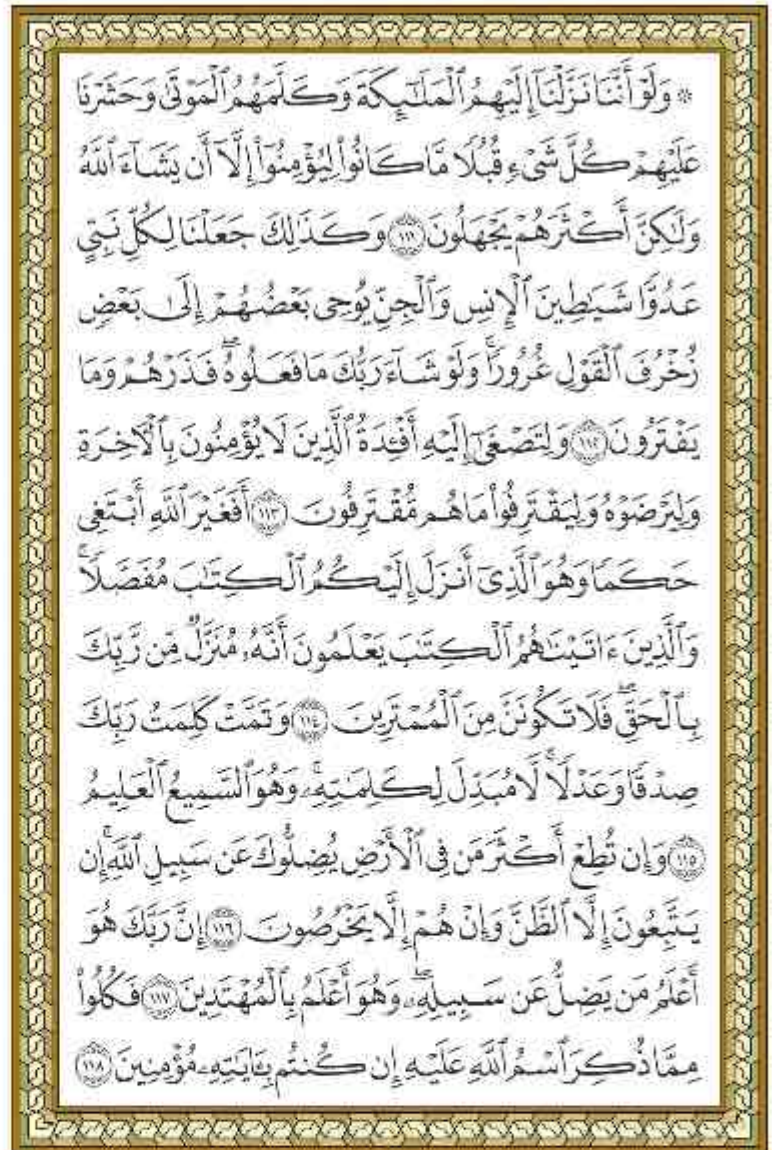 ۞ وَلَوْ أَنَّنَا نَزَّلْنَا إِلَيْهِمُ ٱلْمَلَٰٓئِكَةَ وَكَلَّمَهُمُ ٱلْمَوْتَىٰ وَحَشَرْنَا
عَلَيْهِمْ كُلَّ شَىْءٍ قُبُلًا مَّا كَانُوا۟ لِيُؤْمِنُوٓا۟ إِلَّآ أَن يَشَآءَ ٱللَّهُ
وَلَٰكِنَّ أَكْثَرَهُمْ يَجْهَلُونَ ﴿١١١﴾ وَكَذَٰلِكَ جَعَلْنَا لِكُلِّ نَبِىٍّ
عَدُوًّا شَيَٰطِينَ ٱلْإِنسِ وَٱلْجِنِّ يُوحِى بَعْضُهُمْ إِلَىٰ بَعْضٍ
زُخْرُفَ ٱلْقَوْلِ غُرُورًا ۚ وَلَوْ شَآءَ رَبُّكَ مَا فَعَلُوهُ ۖ فَذَرْهُمْ وَمَا
يَفْتَرُونَ ﴿١١٢﴾ وَلِتَصْغَىٰٓ إِلَيْهِ أَفْـِٔدَةُ ٱلَّذِينَ لَا يُؤْمِنُونَ بِٱلْـَٔاخِرَةِ
وَلِيَرْضَوْهُ وَلِيَقْتَرِفُوا۟ مَا هُم مُّقْتَرِفُونَ ﴿١١٣﴾ أَفَغَيْرَ ٱللَّهِ أَبْتَغِى
حَكَمًا وَهُوَ ٱلَّذِىٓ أَنزَلَ إِلَيْكُمُ ٱلْكِتَٰبَ مُفَصَّلًا ۚ
وَٱلَّذِينَ ءَاتَيْنَٰهُمُ ٱلْكِتَٰبَ يَعْلَمُونَ أَنَّهُۥ مُنَزَّلٌ مِّن رَّبِّكَ
بِٱلْحَقِّ ۖ فَلَا تَكُونَنَّ مِنَ ٱلْمُمْتَرِينَ ﴿١١٤﴾ وَتَمَّتْ كَلِمَتُ رَبِّكَ
صِدْقًا وَعَدْلًا ۚ لَّا مُبَدِّلَ لِكَلِمَٰتِهِۦ ۚ وَهُوَ ٱلسَّمِيعُ ٱلْعَلِيمُ
﴿١١٥﴾ وَإِن تُطِعْ أَكْثَرَ مَن فِى ٱلْأَرْضِ يُضِلُّوكَ عَن سَبِيلِ ٱللَّهِ ۚ إِن
يَتَّبِعُونَ إِلَّا ٱلظَّنَّ وَإِنْ هُمْ إِلَّا يَخْرُصُونَ ﴿١١٦﴾ إِنَّ رَبَّكَ هُوَ
أَعْلَمُ مَن يَضِلُّ عَن سَبِيلِهِۦ ۖ وَهُوَ أَعْلَمُ بِٱلْمُهْتَدِينَ ﴿١١٧﴾ فَكُلُوا۟
مِمَّا ذُكِرَ ٱسْمُ ٱللَّهِ عَلَيْهِ إِن كُنتُم بِـَٔايَٰتِهِۦ مُؤْمِنِينَ ﴿١١٨﴾